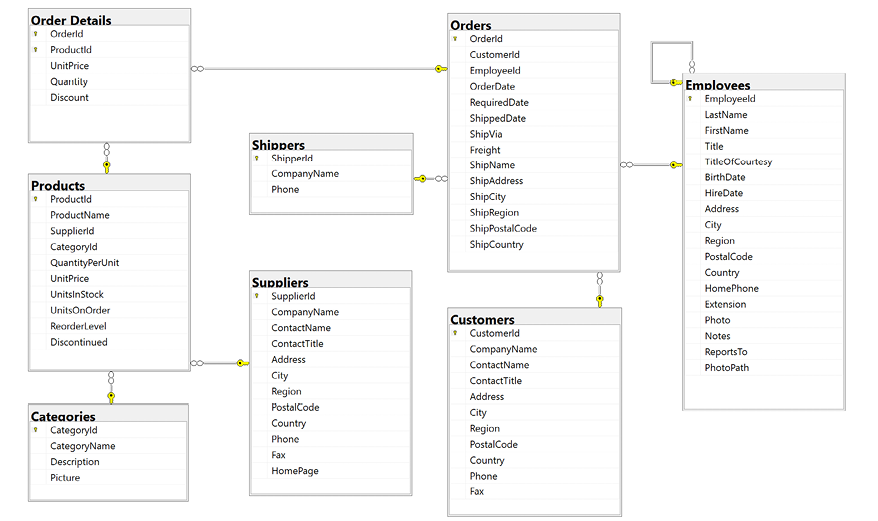 Order Details
OrderId
ProductId
UnitPrice
Quantity
Discount
Products
ProductId
ProductName
SupplierId
CategoryId
QuantityPerUnit
UnitPrice
UnitsInStock
UnitsOnOrder
ReorderLevel
Discontinued
Categories
CategoryId
CategoryName
Description
Picture
Shippers
ShipperId
CompanyName
Phone
Suppliers
SupplierId
CompanyName
ContactName
ContactTitle
Address
City
Region
PostalCode
Country
Phone
Fax
HomePage
Orders
OrderId
CustomerId
EmployeeId
OrderDate
RequiredDate
ShippedDate
ShipVia
Freight
ShipName
ShipAddress
ShipCity
ShipRegion
ShipPostalCode
ShipCountry
Customers
CustomerId
CompanyName
ContactName
ContactTitle
Address
City
Region
PostalCode
Country
Phone
Fax
Employees
EmployeeId
LastName
FirstName
Title
TitleOfCourtesy
BirthDate
HireDate
Address
City
Region
PostalCode
Country
HomePhone
Extension
Photo
Notes
ReportsTo
PhotoPath